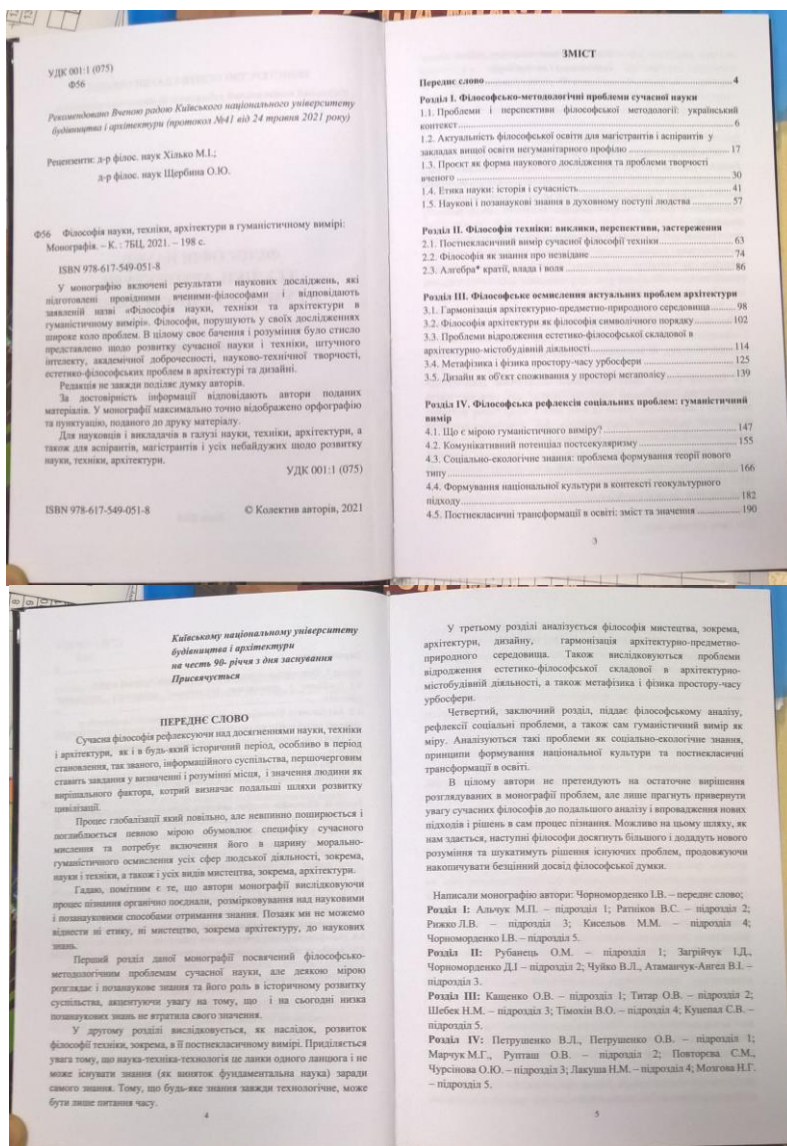 УДК 001:1 (075)
Ф56
Рекомендовано Вченою радою Київського національного університету
будівництва і архітектури (протокол №41 від 24 травня 2021 року)
Рецензенти: д-р філос. наук Хілько М.І.;
д-р філос. наук Щербина О.Ю.
Ф56 Філософія науки, техніки, архітектури в гуманістичному вимірі:
Монографія. – К. : 7БЦ, 2021. – 198 с.
ISBN 978-617-549-051-8
У монографію включені результати наукових досліджень, які
підготовлені провідними вченими-філософами і відповідають
заявленій назві «Філософія науки, техніки та архітектури в
гуманістичному вимірі». Філософи, порушують у своїх дослідженнях
широке коло проблем. В цілому своє бачення і розуміння було стисло
представлено щодо розвитку сучасної науки і техніки, штучного
інтелекту, академічної доброчесності, науково-технічної творчості,
естетико-філософських проблем в архітектурі та дизайні.
Редакція не завжди поділяє думку авторів.
За достовірність інформації відповідають автори поданих
матеріалів. У монографії максимально точно відображено орфографію
та пунктуацію, поданого до друку матеріалу.
Для науковців і викладачів в галузі науки, техніки, архітектури, а
також для аспірантів, магістрантів і усіх небайдужих щодо розвитку
науки, техніки, архітектури.
УДК 001:1 (075)
ISBN 978-617-549-051-8 © Колектив авторів, 2021
ЗМІСТ
Переднє слово 4
Розділ І. Філософсько-методологічні проблеми сучасної науки
1.1. Проблеми і перспективи філософської методології: український
контекст 6
1.2. Актуальність філософської освіти для магістрантів і аспірантів у
закладах вищої освіти негуманітарного профілю 17
1.3. Проєкт як форма наукового дослідження та проблеми творчості
вченого 30
1.4. Етика науки: історія і сучасність 41
1.5. Наукові і позанаукові знання в духовному поступі людства 57
Розділ ІІ. Філософія техніки: виклики, перспективи, застереження
2.1. Постнекласичний вимір сучасної філософії техніки 63
2.2. Філософія як знання про незвідане 74
2.3. Алгебра* кратії, влада і воля 86
Розділ ІІІ. Філософське осмислення актуальних проблем архітектури
3.1. Гармонізація архітектурно-предметно-природного середовища 98
3.2. Філософія архітектури як філософія символічного порядку 102
3.3. Проблеми відродження естетико-філософської складової в
архітектурно-містобудівній діяльності 114
3.4. Метафізика і фізика простору-часу урбосфери 125
3.5. Дизайн як об'єкт споживання у просторі мегаполісу 139
Розділ IV. Філософська рефлексія соціальних проблем: гуманістичний
вимір
4.1. Що є мірою гуманістичного виміру? 147
4.2. Комунікативний потенціал постсекуляризму 155
4.3. Соціально-екологічне знання: проблема формування теорії нового
типу 166
4.4. Формування національної культури в контексті геокультурного
підходу 182
4.5. Постнекласичні трансформації в освіті: зміст та значення 190
3
Київському національному університету
будівництва і архітектури
на честь 90- річчя з дня заснування
Присвячується
ПЕРЕДНЄ СЛОВО
Сучасна філософія рефлексуючи над досягненнями науки, техніки
і архітектури, як і в будь-який історичний період, особливо в період
становлення, так званого, інформаційного суспільства, першочерговим
ставить завдання у визначенні і розумінні місця, і значення людини як
вирішального фактора, котрий визначає подальші шляхи розвитку
цивілізації.
Процес глобалізації який повільно, але невпинно поширюється і
поглиблюється певною мірою обумовлює специфіку сучасного
мислення та потребує включення його в царину морально-
гуманістичного осмислення усіх сфер людської діяльності, зокрема,
науки і техніки, а також і усіх видів мистецтва, зокрема, архітектури.
Гадаю, помітним є те, що автори монографії вислідковуючи
процес пізнання органічно поєднали, розмірковування над науковими
і позанауковими способами отримання знання. Позаяк ми не можемо
віднести ні етику, ні мистецтво, зокрема архітектуру, до наукових
знань.
Перший розділ даної монографії посвячений філософсько-
методологічним проблемам сучасної науки, але деякою мірою
розглядає і позанаукове знання та його роль в історичному розвитку
суспільства, акцентуючи увагу на тому, що і на сьогодні низка
позанаукових знань не втратила свого значення.
У другому розділі вислідковується, як наслідок, розвиток
філософії техніки, зокрема, в її постнекласичному вимірі. Приділяється
увага тому, що наука-техніка-технологія це ланки одного ланцюга і не
може існувати знання (як виняток фундаментальна наука) заради
самого знання. Тому, що будь-яке знання завжди технологічне, може
бути лише питання часу.
4
У третьому розділі аналізується філософія мистецтва, зокрема,
архітектури, дизайну, гармонізація архітектурно-предметно-
природного середовища. Також вислідковуються проблеми
відродження естетико-філософської складової в архітектурно-
містобудівній діяльності, а також метафізика і фізика простору-часу
урбосфери.
Четвертий, заключний розділ, піддає філософському аналізу,
рефлексії соціальні проблеми, а також сам гуманістичний вимір як
міру. Аналізуються такі проблеми як соціально-екологічне знання,
принципи формування національної культури та постнекласичні
трансформації в освіті.
В цілому автори не претендують на остаточне вирішення
розглядуваних в монографії проблем, але лише прагнуть привернути
увагу сучасних філософів до подальшого аналізу і впровадження нових
підходів і рішень в сам процес пізнання. Можливо на цьому шляху, як
нам здається, наступні філософи досягнуть більшого і додадуть нового
розуміння та шукатимуть рішення існуючих проблем, продовжуючи
накопичувати безцінний досвід філософської думки.
Написали монографію автори: Чорноморденко І.В. – переднє слово;
Розділ І: Альчук М.П. – підрозділ 1; Ратніков В.С. – підрозділ 2;
Рижко Л.В. – підрозділ 3; Кисельов М.М. – підрозділ 4;
Чорноморденко І.В. – підрозділ 5.
Розділ ІІ: Рубанець О.М. – підрозділ 1; Загрійчук І.Д.,
Чорноморденко Д.І – підрозділ 2; Чуйко В.Л., Атаманчук-Ангел В.І. –
підрозділ 3.
Розділ ІІІ: Кащенко О.В. – підрозділ 1; Титар О.В. – підрозділ 2;
Шебек Н.М. – підрозділ 3; Тімохін В.О. – підрозділ 4; Куцепал С.В. –
підрозділ 5.
Розділ IV: Петрушенко В.Л., Петрушенко О.В. – підрозділ 1;
Марчук М.Г., Рупташ О.В. – підрозділ 2; Повторєва С.М.,
Чурсінова О.Ю. – підрозділ 3; Лакуша Н.М. – підрозділ 4; Мозгова Н.Г.
– підрозділ 5.
5